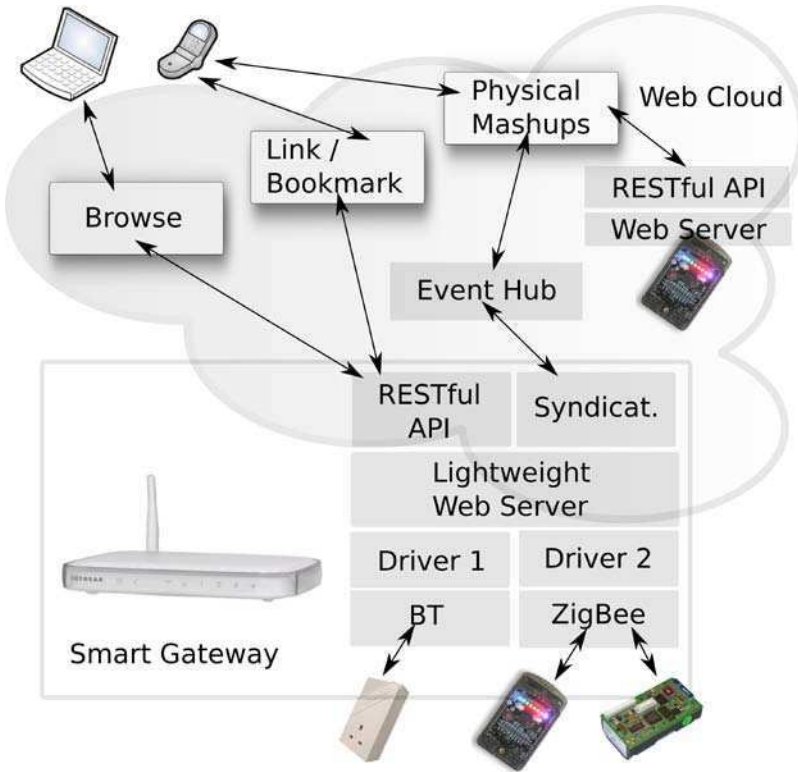 Physical
Mashups
Web Cloud
Link /
Bookmark
RESTful API
Web Server
Browse
Event Hub
RESTful
API
Syndicat.
Lightweight
Web Server
Driver 1
Driver 2
BT
ZigBee
NETGEAR
Smart Gateway